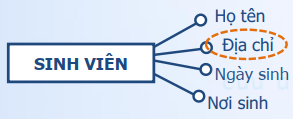 Họ tên
Địa chỉ
SINH VIÊN
Ngày sinh
Nơi sinh